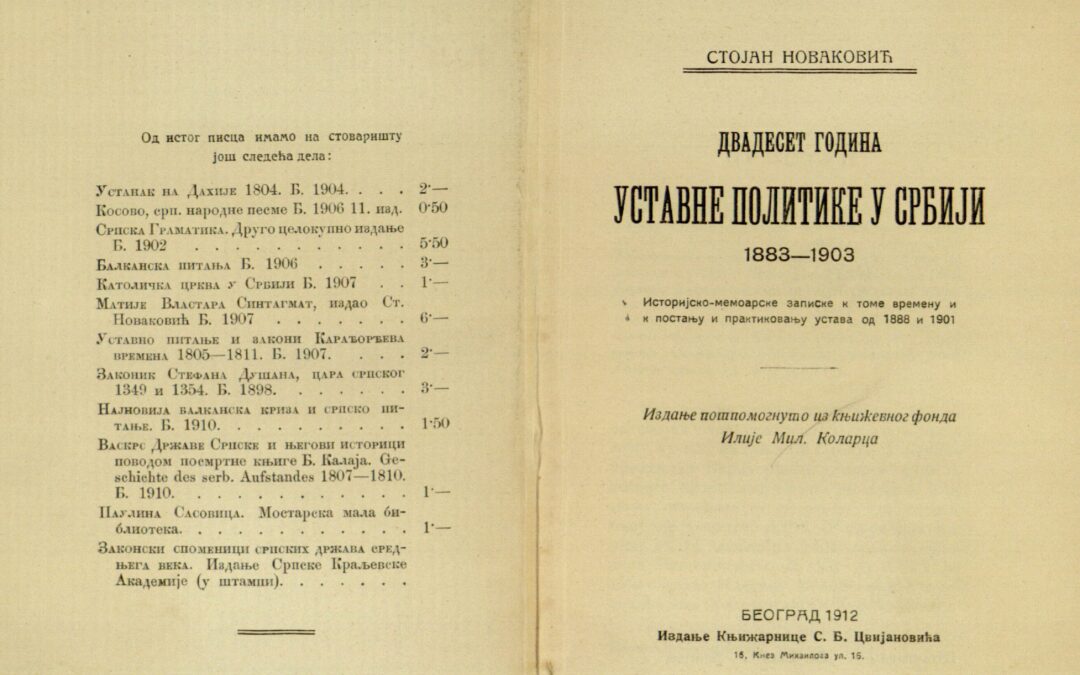 Од истог писца имамо на стоваришту
још следећа дела:
Устанак на Дахије 1804. Б. 1904. . . . 2·—
Косово, срп. народне песме Б. 1906 11. изд. 0·50
Српска Граматика. Друго целокупно издање
Б. 1902 . . . . . . . . . . . 5·50
Балканска питања Б. 1906 . . . . . 3·—
Католичка црква у Србији Б. 1907 . . 1·—
Матије Властара Синтагмат, издао Ст.
Новаковић Б. 1907 . . . . . . . 6·—
Уставно питање и закони Карађорђева
времена 1805—1811. Б. 1907. . . . 2·—
Законик Стефана Душана, цара српског
1349 и 1354. Б. 1898. . . . . . . 3·—
Најновија балканска криза и српско пи-
тање. Б. 1910. . . . . . . . . . 1·50
Васкрс Државе Српске и његови историци
поводом посмртне књиге Б. Калаја. Ge-
schichte des serb. Aufstandes 1807—1810.
Б. 1910. . . . . . . . . . . . 1·—
Паулина Сасовица. Мостарска мала би-
блиотека. . . . . . . . . . . . 1·—
Законски споменици српских држава сред-
њега века. Издање Српске Краљевске
Академије (у штампи). . . . . . .
СТОЈАН НОВАКОВИЋ
ДВАДЕСЕТ ГОДИНА
УСТАВНЕ ПОЛИТИКЕ У СРБИЈИ
1883—1903
Историјско-мемоарске записке к томе времену и
к постању и практиковању устава од 1888 и 1901
Издање потпомогнуто из књижевног фонда
Илије Мил. Коларца
БЕОГРАД 1912
Издање Књижарнице С. Б. Цвијановића
16, Кнез Михаилова ул. 16.